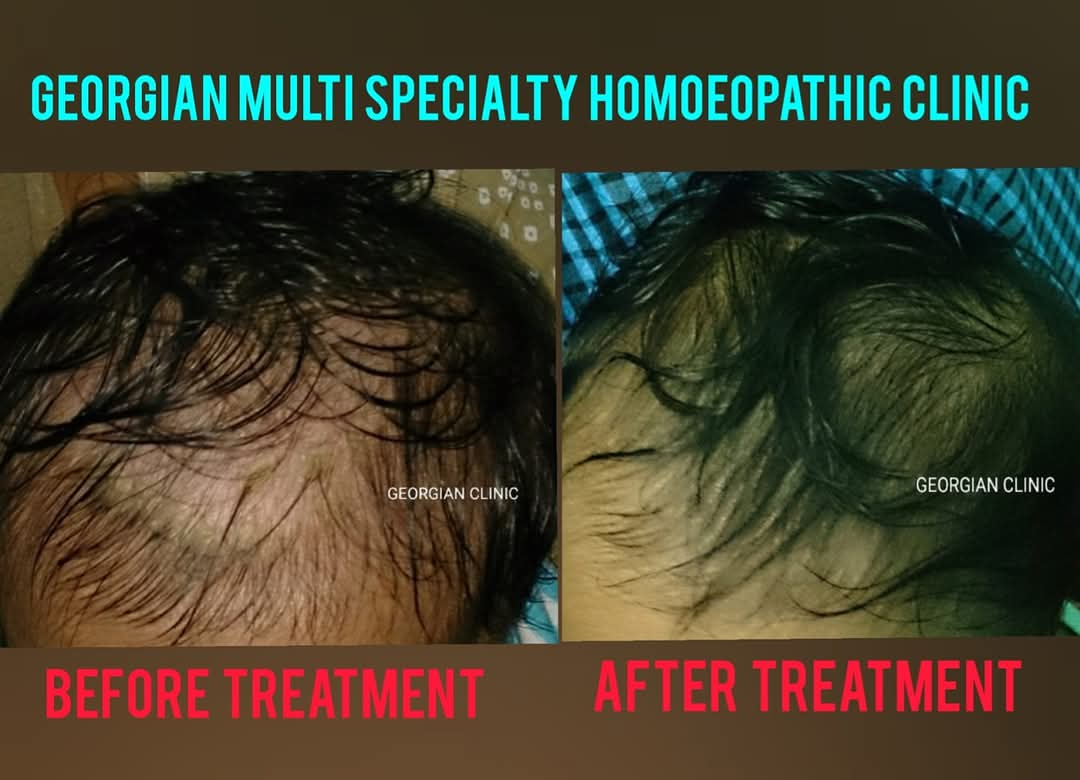 GEORGIAN MULTI SPECIALTY HOMOEOPATHIC CLINIC
GEORGIAN CLINIC
GEORGIAN CLINIC
BEFORE TREATMENT
AFTER TREATMENT